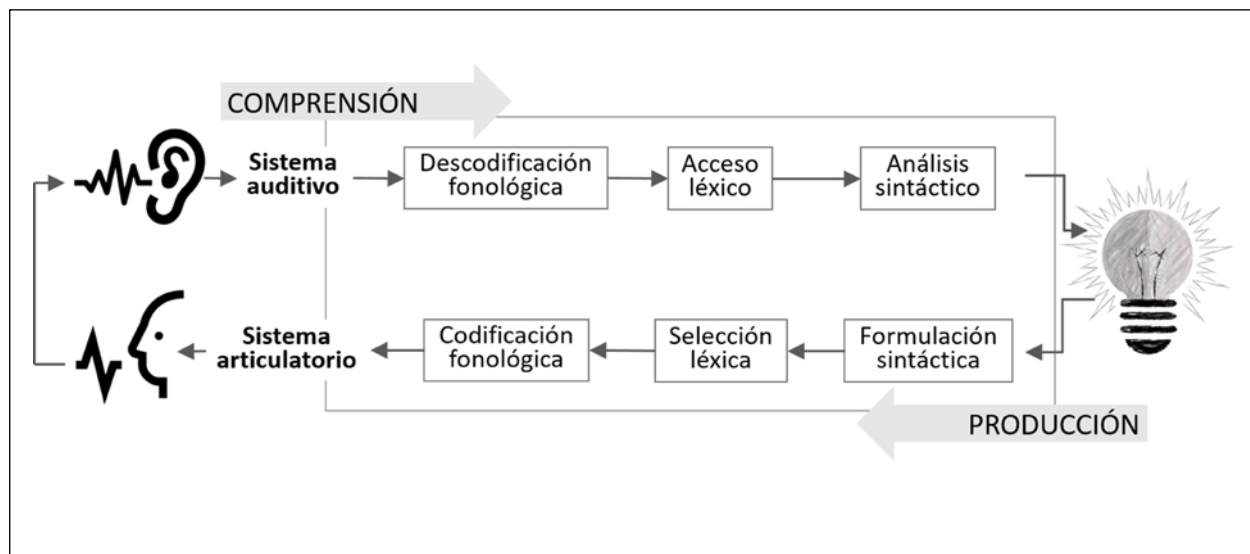 COMPRENSIÓN
Sistema
auditivo
Descodificación
fonológica
Acceso
léxico
Análisis
sintáctico
Sistema
articulatorio
Codificación
fonológica
Selección
léxica
Formulación
sintáctica
PRODUCCIÓN